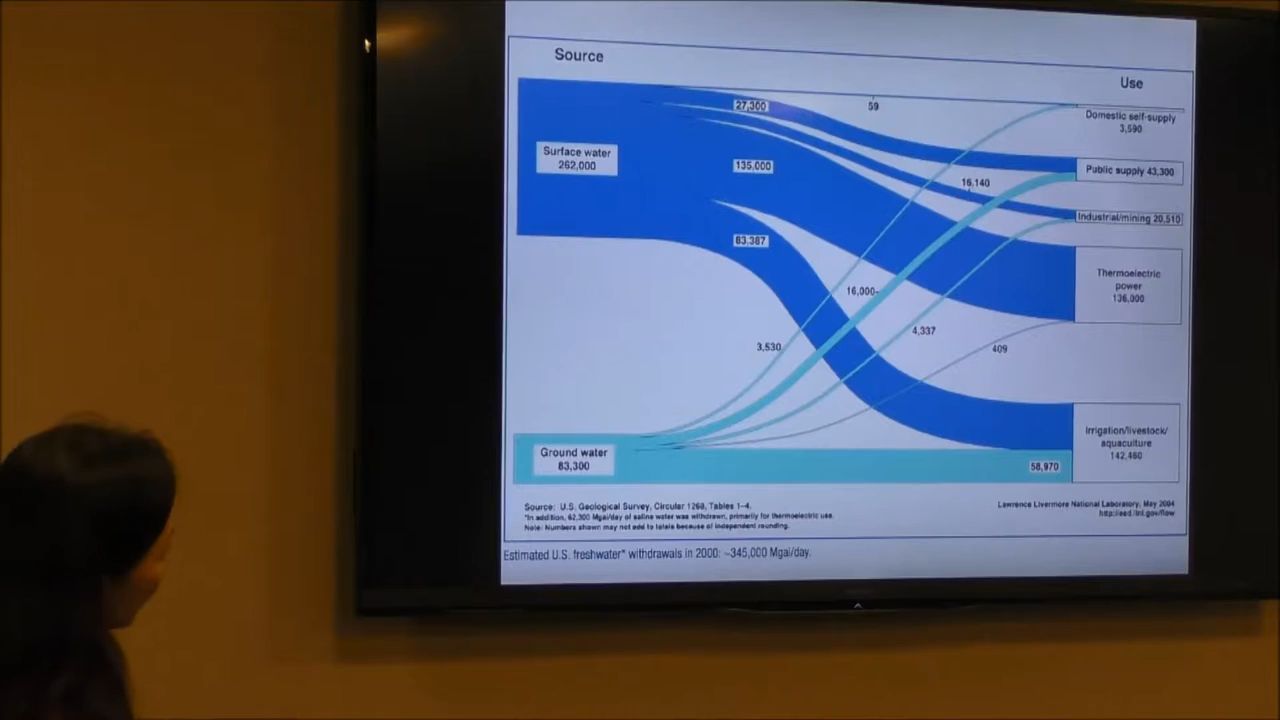 Source
Use
27,300
59
Domestic self-supply
3,590
Surface water
262,000
135,000
16,140
Public supply 43,300
Industrial/mining 20,510
83,387
Thermoelectric
power
136,000
16,000
4,337
3,530
409
Irrigation/livestock/
aquaculture
142,460
Ground water
83,300
58,970
Source: U.S. Geological Survey, Circular 1268, Tables 1–4.
*In addition, 62,300 Mgal/day of saline water was withdrawn, primarily for thermoelectric use.
Note: Numbers shown may not add to totals because of independent rounding.
Lawrence Livermore National Laboratory, May 2004
http://eed.llnl.gov/flow
Estimated U.S. freshwater* withdrawals in 2000: ~345,000 Mgal/day.